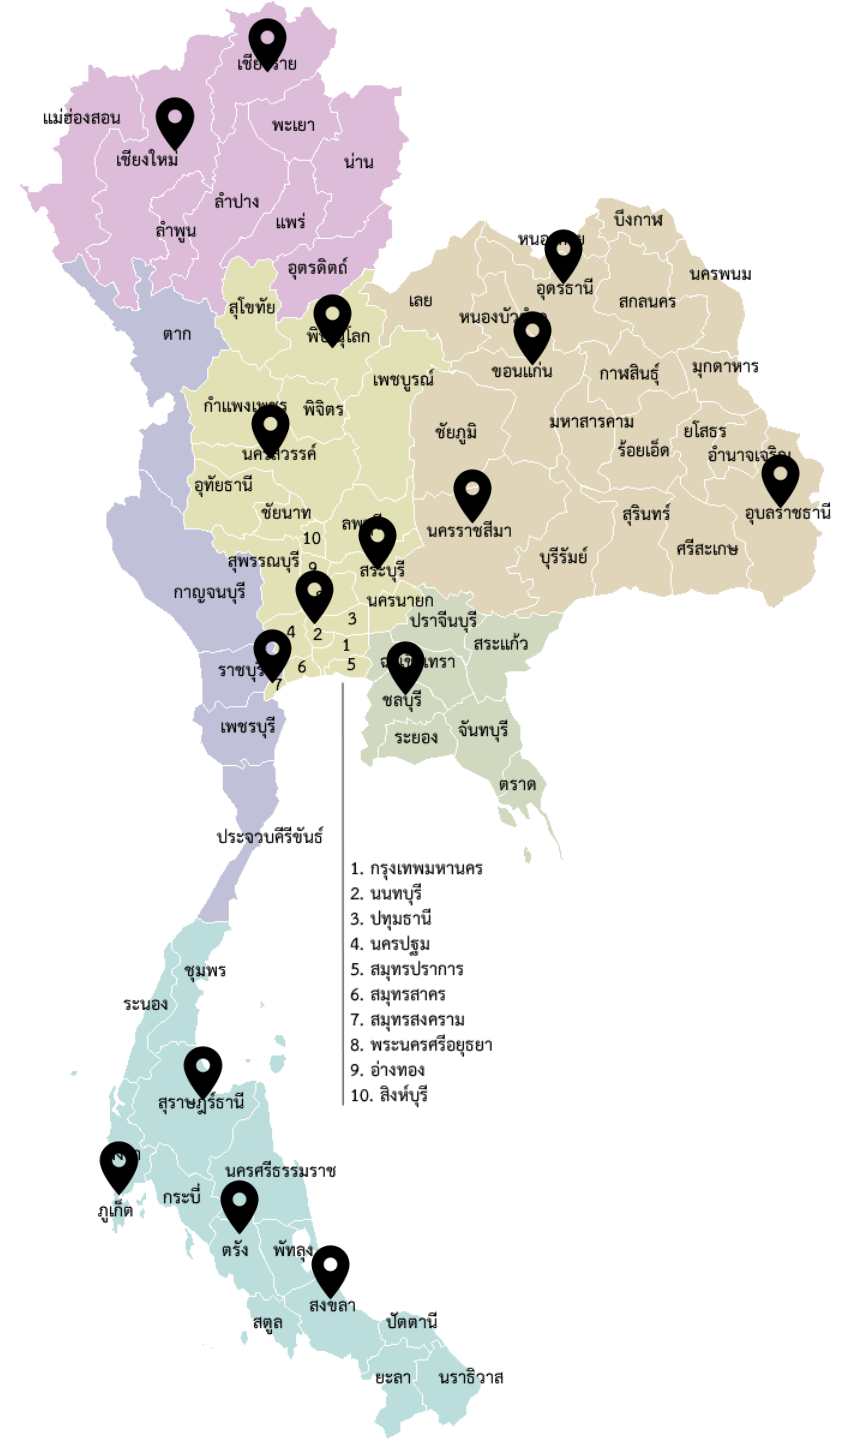 แม่ฮ่องสอน
เชียงใหม่
พะเยา
น่าน
ลำปาง
ลำพูน
แพร่
อุตรดิตถ์
ตาก
สุโขทัย
เพชบูรณ์
พิจิตร
อุทัยธานี
ชัยนาท
10
สุพรรณบุรี
สระบุรี
นครนายก
3
4
2
1
6
5
7
บึงกาฬ
นครพนม
อุดรธานี
สกลนคร
เลย
ขอนแก่น
กาฬสินธุ์
มุกดาหาร
มหาสารคาม
ชัยภูมิ
ร้อยเอ็ด
ยโสธร
อำนาจเจริญ
อุบลราชธานี
นครราชสีมา
สุรินทร์
บุรีรัมย์
ศรีสะเกษ
กาญจนบุรี
เพชรบุรี
ประจวบคีรีขันธ์
ปราจีนบุรี
สระแก้ว
ชลบุรี
ระยอง
จันทบุรี
ตราด
1. กรุงเทพมหานคร
2. นนทบุรี
3. ปทุมธานี
4. นครปฐม
5. สมุทรปราการ
6. สมุทรสาคร
7. สมุทรสงคราม
8. พระนครศรีอยุธยา
9. อ่างทอง
10. สิงห์บุรี
ชุมพร
ระนอง
สุราษฎร์ธานี
นครศรีธรรมราช
กระบี่
ภูเก็ต
ตรัง
พัทลุง
สงขลา
สตูล
ปัตตานี
ยะลา
นราธิวาส